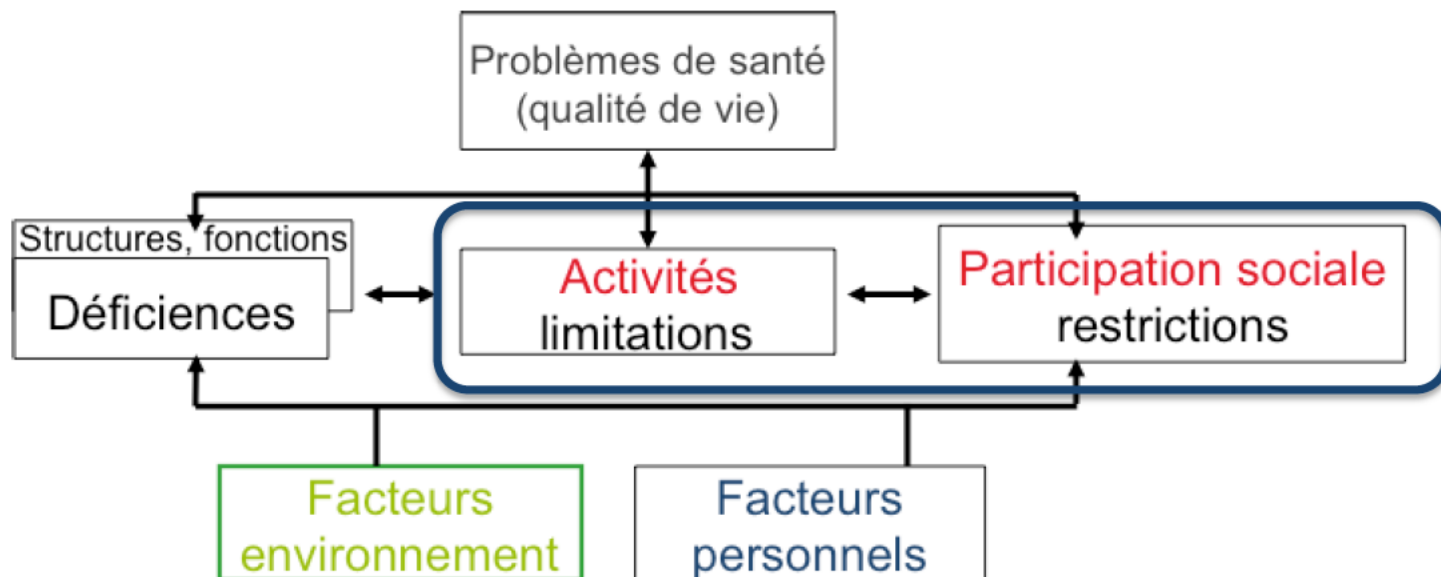 Problèmes de santé
(qualité de vie)
Structures, fonctions
Déficiences
Activités
limitations
Participation sociale
restrictions
Facteurs
environnement
Facteurs
personnels